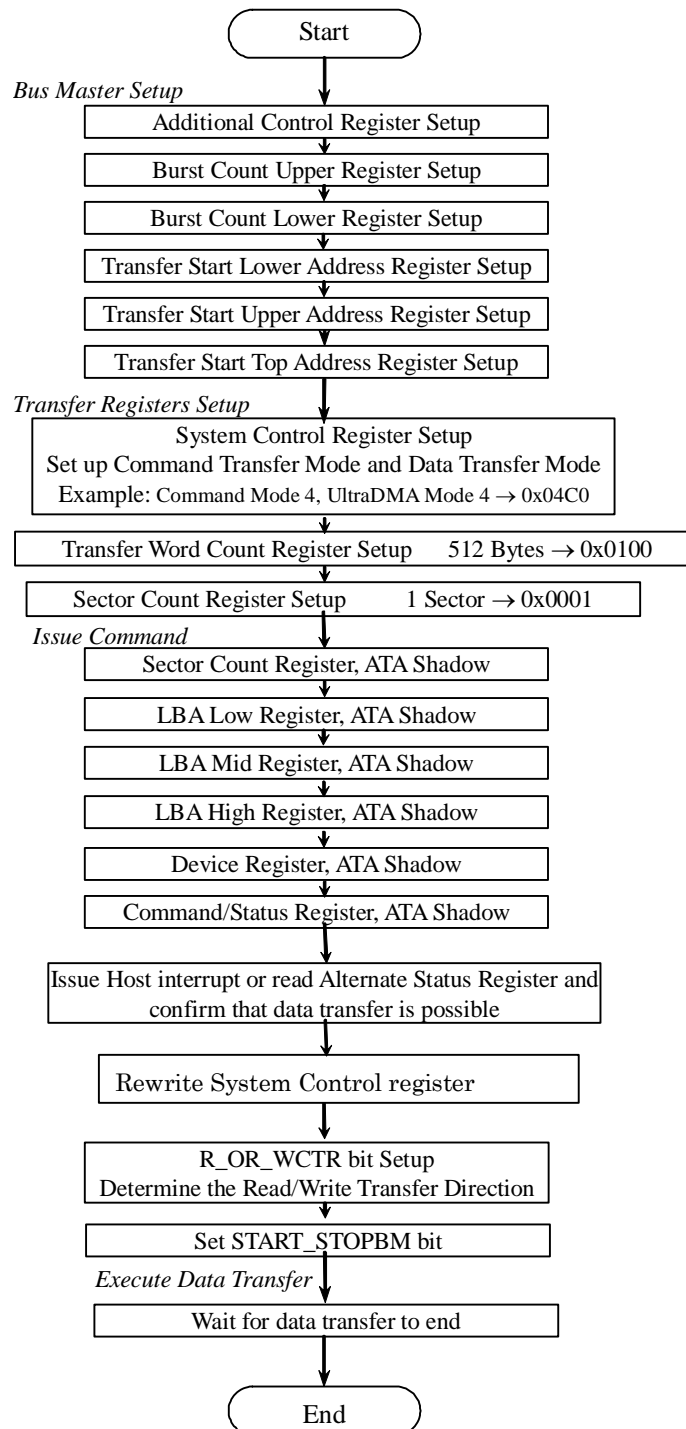 Start
Bus Master Setup
Additional Control Register Setup
Burst Count Upper Register Setup
Burst Count Lower Register Setup
Transfer Start Lower Address Register Setup
Transfer Start Upper Address Register Setup
Transfer Start Top Address Register Setup
Transfer Registers Setup
System Control Register Setup
Set up Command Transfer Mode and Data Transfer Mode
Example: Command Mode 4, UltraDMA Mode 4 → 0x04C0
Transfer Word Count Register Setup 512 Bytes → 0x0100
Sector Count Register Setup 1 Sector → 0x0001
Issue Command
Sector Count Register, ATA Shadow
LBA Low Register, ATA Shadow
LBA Mid Register, ATA Shadow
LBA High Register, ATA Shadow
Device Register, ATA Shadow
Command/Status Register, ATA Shadow
Issue Host interrupt or read Alternate Status Register and
confirm that data transfer is possible
Rewrite System Control register
R_OR_WCTR bit Setup
Determine the Read/Write Transfer Direction
Set START_STOPBM bit
Execute Data Transfer
Wait for data transfer to end
End